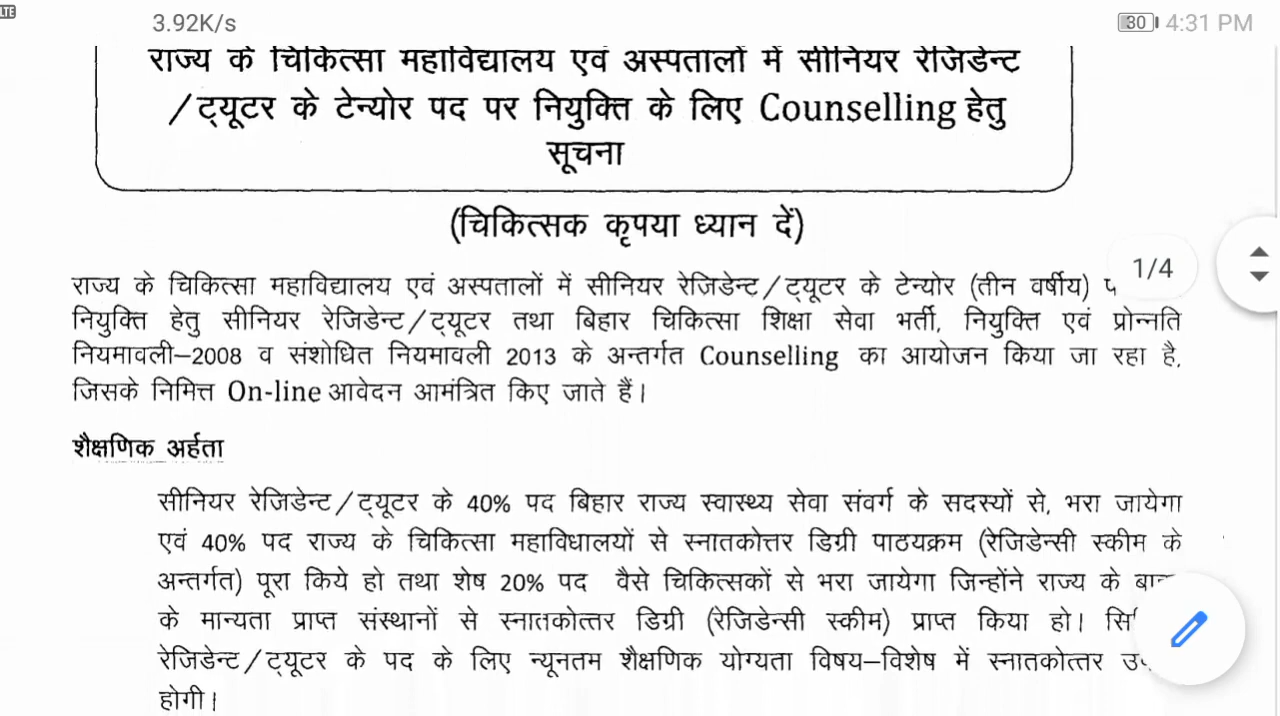 LTE
3.92K/s
30 4:31 PM
राज्य के चिकित्सा महाविद्यालय एवं अस्पतालों में सीनियर रेजिडेन्ट
/ट्यूटर के टेन्योर पद पर नियुक्ति के लिए Counselling हेतु
सूचना
(चिकित्सक कृपया ध्यान दें)
1/4
राज्य के चिकित्सा महाविद्यालय एवं अस्पतालों में सीनियर रेजिडेन्ट/ट्यूटर के टेन्योर (तीन वर्षीय)
नियुक्ति हेतु सीनियर रेजिडेन्ट/ट्यूटर तथा बिहार चिकित्सा शिक्षा सेवा भर्ती, नियुक्ति एवं प्रोन्नति
नियमावली–2008 व संशोधित नियमावली 2013 के अन्तर्गत Counselling का आयोजन किया जा रहा है,
जिसके निमित्त On-line आवेदन आमंत्रित किए जाते हैं।
शैक्षणिक अर्हता
सीनियर रेजिडेन्ट/ट्यूटर के 40% पद बिहार राज्य स्वास्थ्य सेवा संवर्ग के सदस्यों से, भरा जायेगा
एवं 40% पद राज्य के चिकित्सा महाविधालयों से स्नातकोत्तर डिग्री पाठयक्रम (रेजिडेन्सी स्कीम के
अन्तर्गत) पूरा किये हो तथा शेष 20% पद वैसे चिकित्सकों से भरा जायेगा जिन्होंने राज्य के
के मान्यता प्राप्त संस्थानों से स्नातकोत्तर डिग्री (रेजिडेन्सी स्कीम) प्राप्त किया हो।
रेजिडेन्ट/ट्यूटर के पद के लिए न्यूनतम शैक्षणिक योग्यता विषय–विशेष में स्नातकोत्तर
होगी।